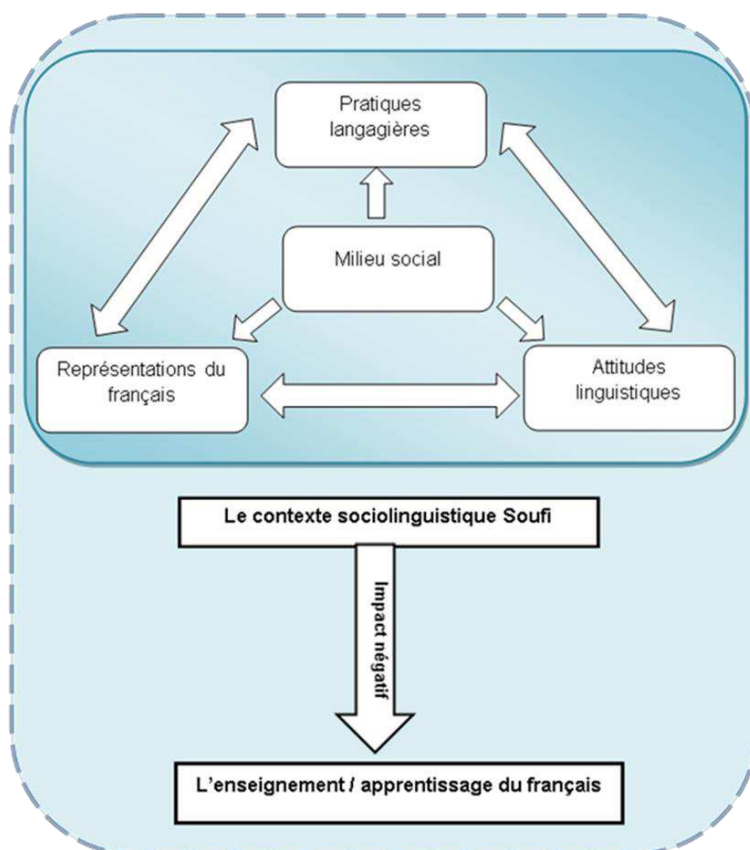 Pratiques
langagières
Milieu social
Représentations du
français
Attitudes
linguistiques
Le contexte sociolinguistique Soufi
Impact négatif
L'enseignement / apprentissage du français